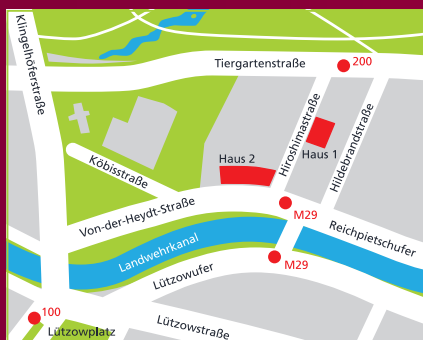 Klingelhöferstraße
Tiergartenstraße
200
Hiroshimastraße
Hildebrandstraße
Haus 1
Haus 2
Köbisstraße
Von-der-Heydt-Straße
M29
Reichpietschufer
Landwehrkanal
M29
Lützowufer
100
Lützowplatz
Lützowstraße